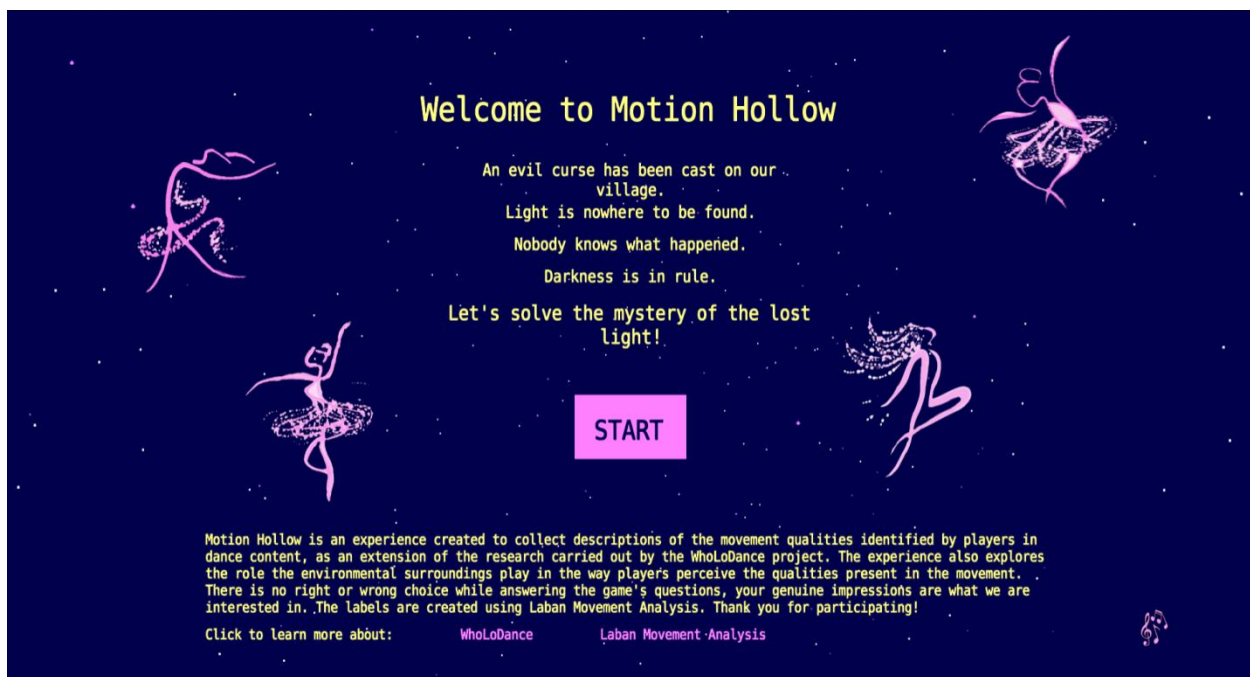 Welcome to Motion Hollow
An evil curse has been cast on our
village.
Light is nowhere to be found.
Nobody knows what happened.
Darkness is in rule.
Let's solve the mystery of the lost
light!
START
Motion Hollow is an experience created to collect descriptions of the movement qualities identified by players in
dance content, as an extension of the research carried out by the WhoLoDance project. The experience also explores
the role the environmental surroundings play in the way players perceive the qualities present in the movement.
There is no right or wrong choice while answering the game's questions, your genuine impressions are what we are
interested in. The labels are created using Laban Movement Analysis. Thank you for participating!
Click to learn more about: WhoLoDance Laban Movement Analysis